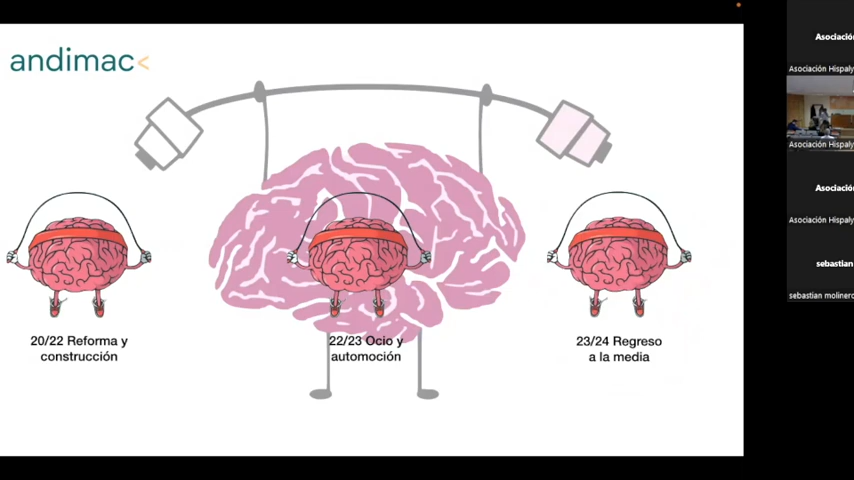 andimac<
20/22 Reforma y
construcción
22/23 Ocio y
automoción
23/24 Regreso
a la media
Asociación
Asociación Hispaly
Asociación Hispaly
Asociación
Asociación Hispaly
sebastian
sebastian molinero